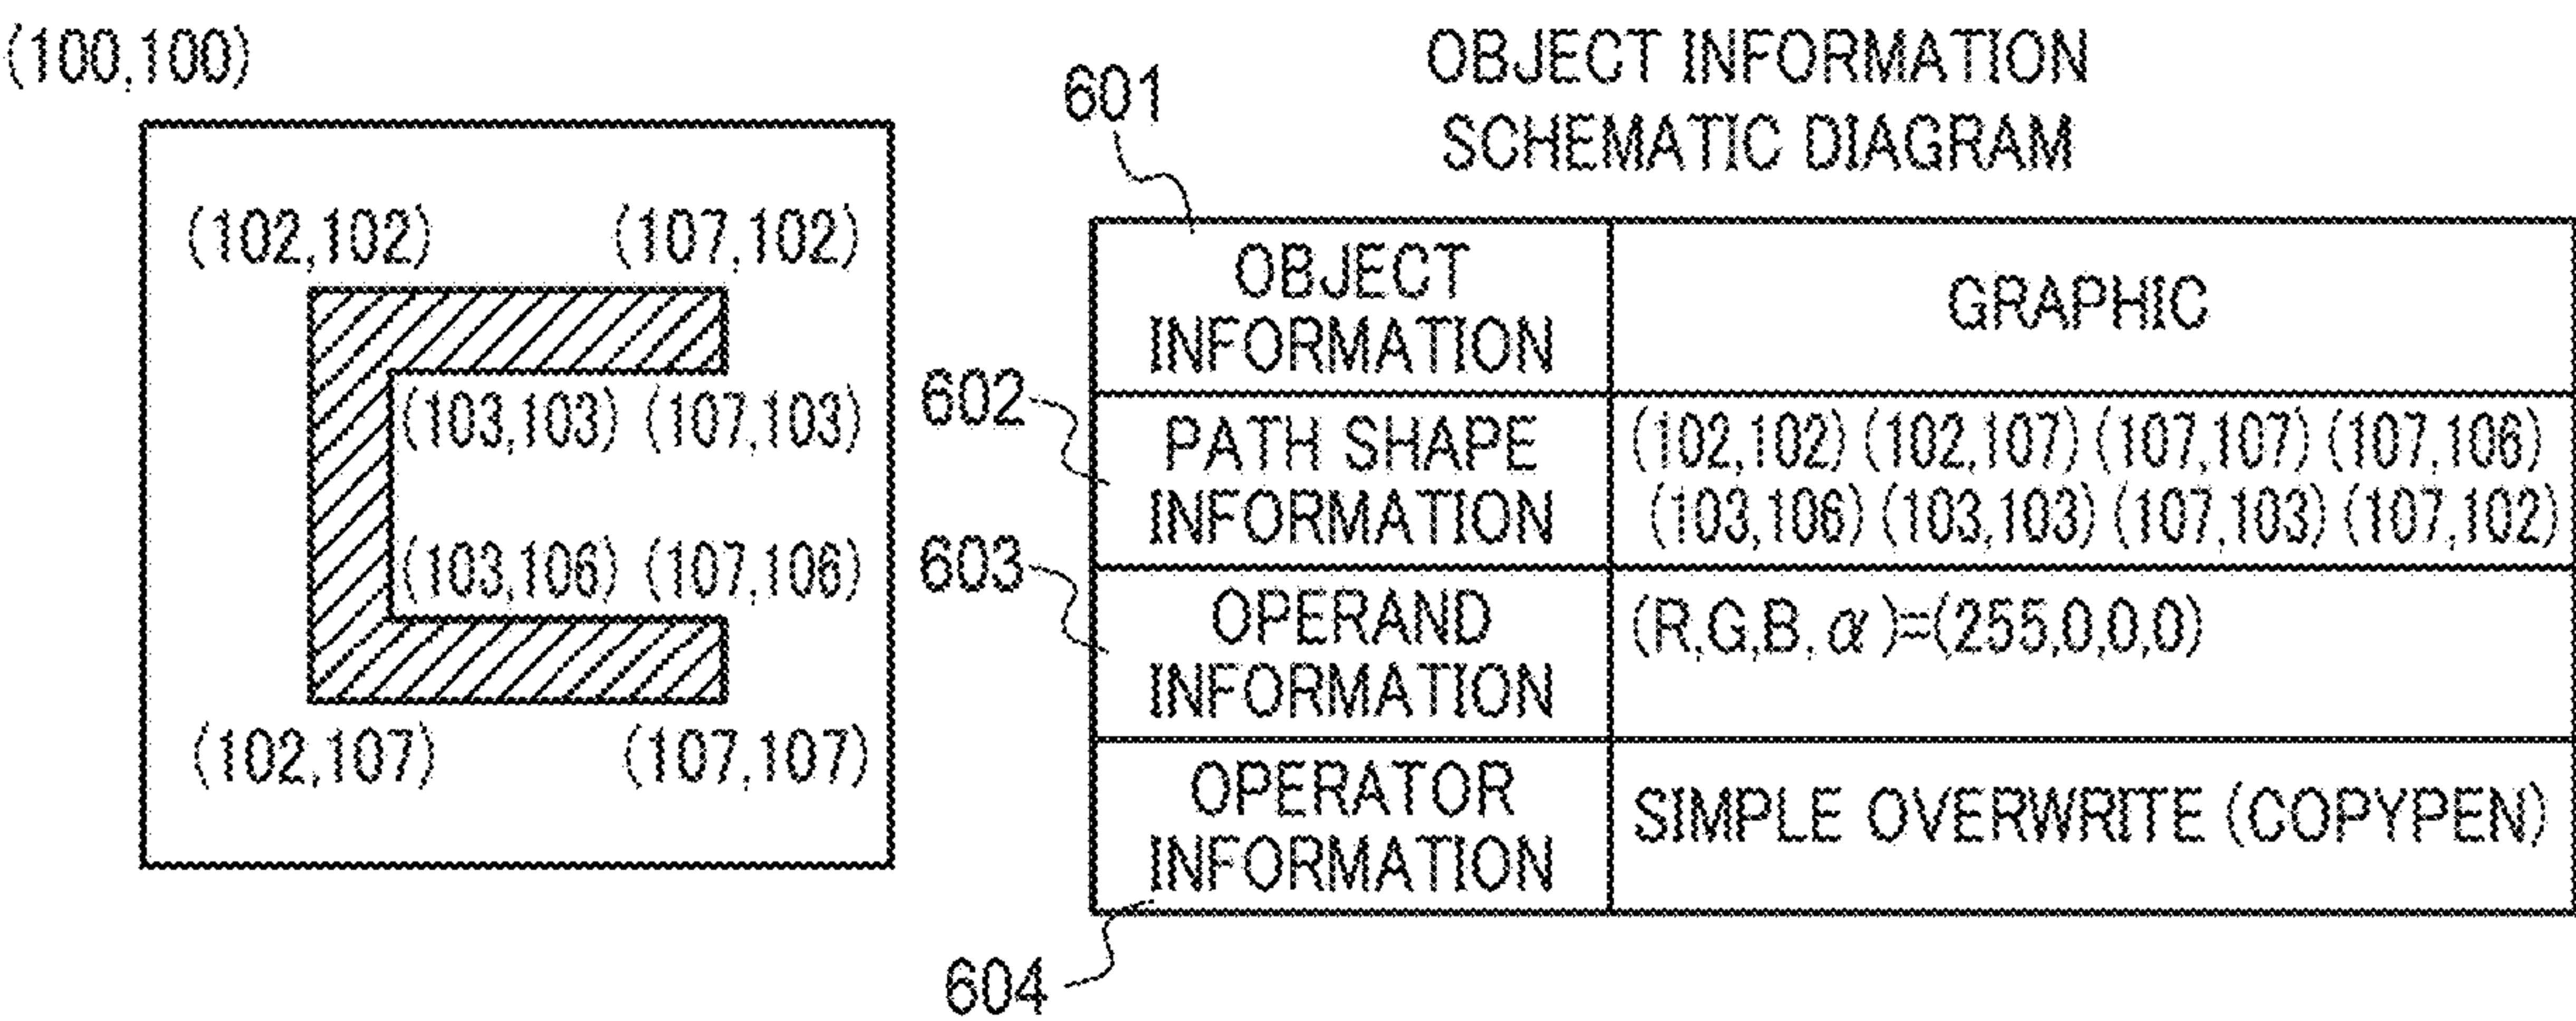 (100,100)
(102,102) (107,102)
(103,103) (107,103)
(103,106) (107,106)
(102,107) (107,107)
OBJECT INFORMATION
SCHEMATIC DIAGRAM
601
OBJECT
INFORMATION
GRAPHIC
602
PATH SHAPE
INFORMATION
(102,102) (102,107) (107,107) (107,106)
(103,106) (103,103) (107,103) (107,102)
603
OPERAND
INFORMATION
(R,G,B,α)=(255,0,0,0)
OPERATOR
INFORMATION
SIMPLE OVERWRITE (COPYPEN)
604